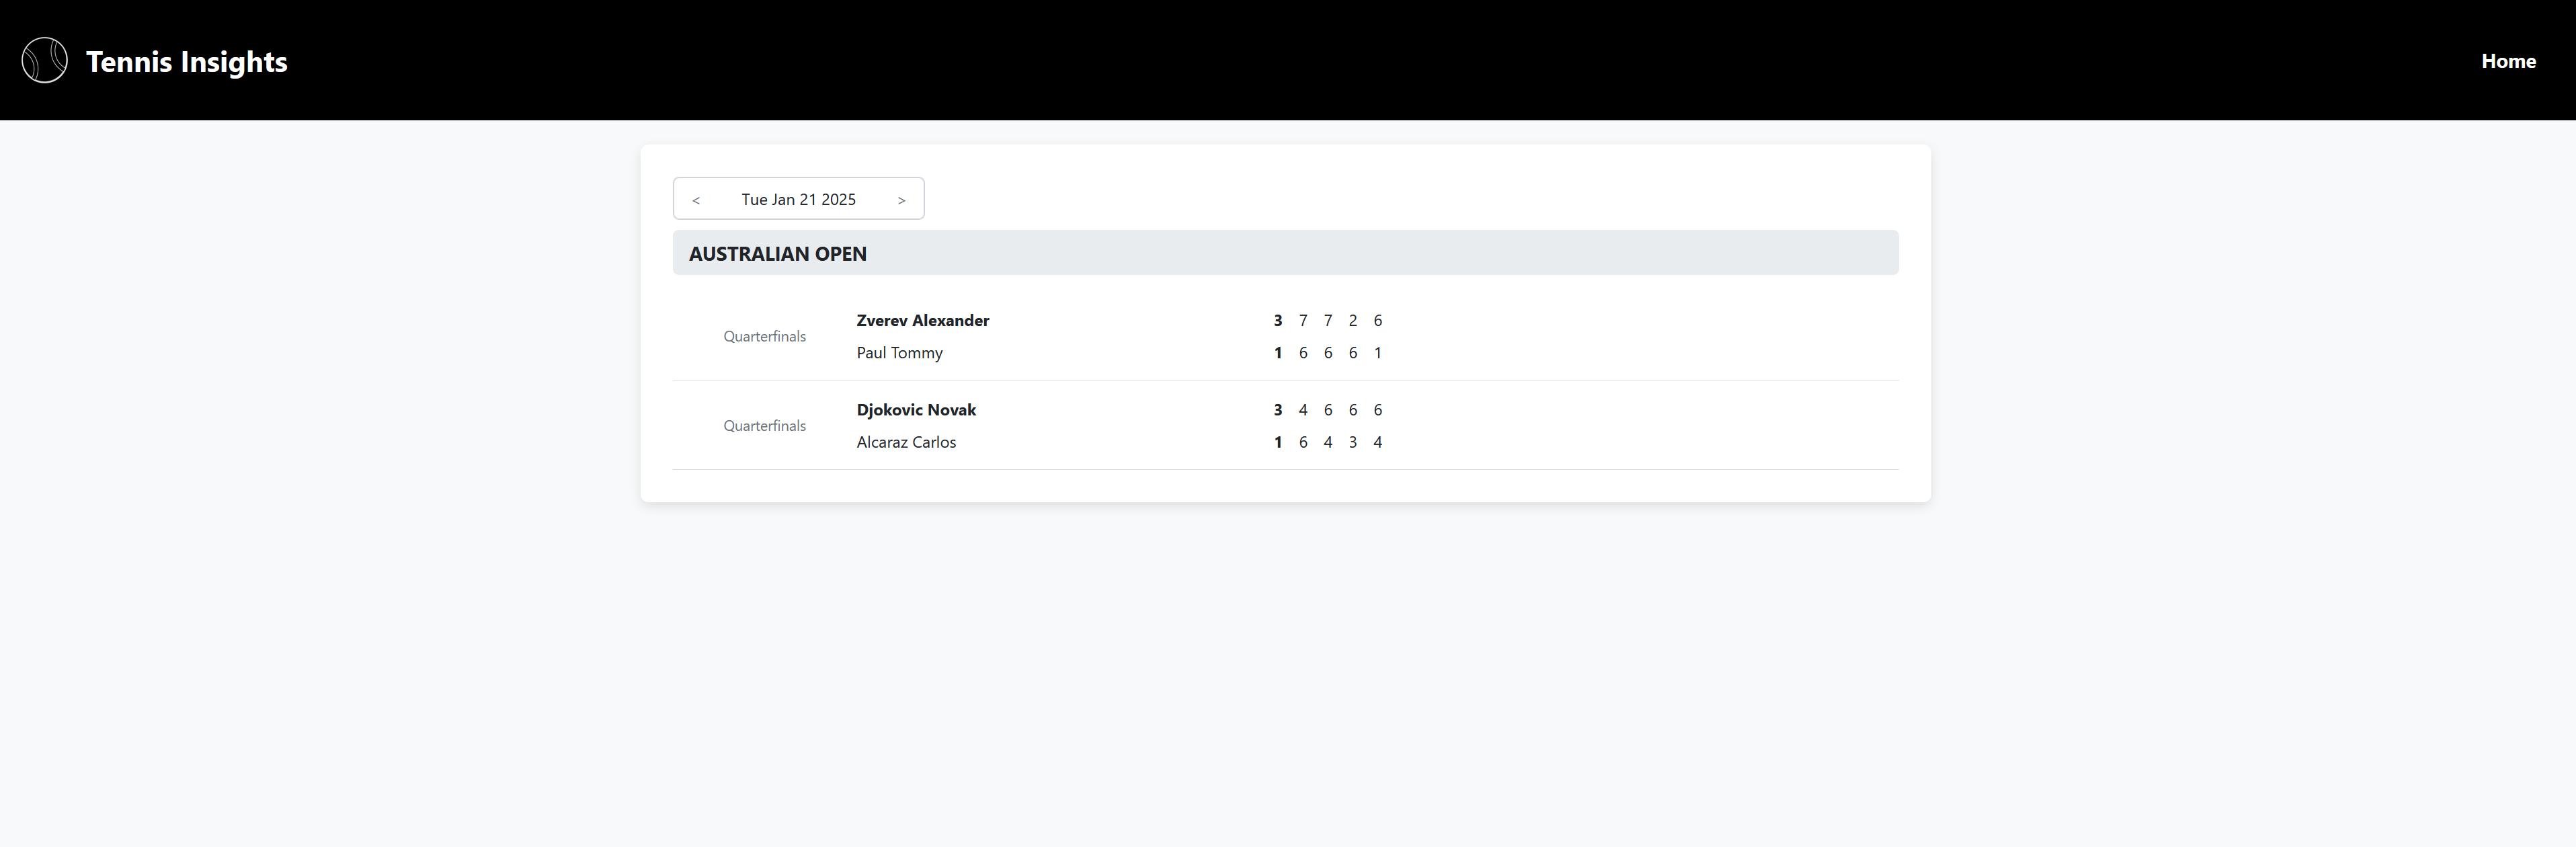 Tennis Insights
Home
< Tue Jan 21 2025 >
AUSTRALIAN OPEN
Quarterfinals
Zverev Alexander 3 7 7 2 6
Paul Tommy 1 6 6 6 1
Quarterfinals
Djokovic Novak 3 4 6 6 6
Alcaraz Carlos 1 6 4 3 4